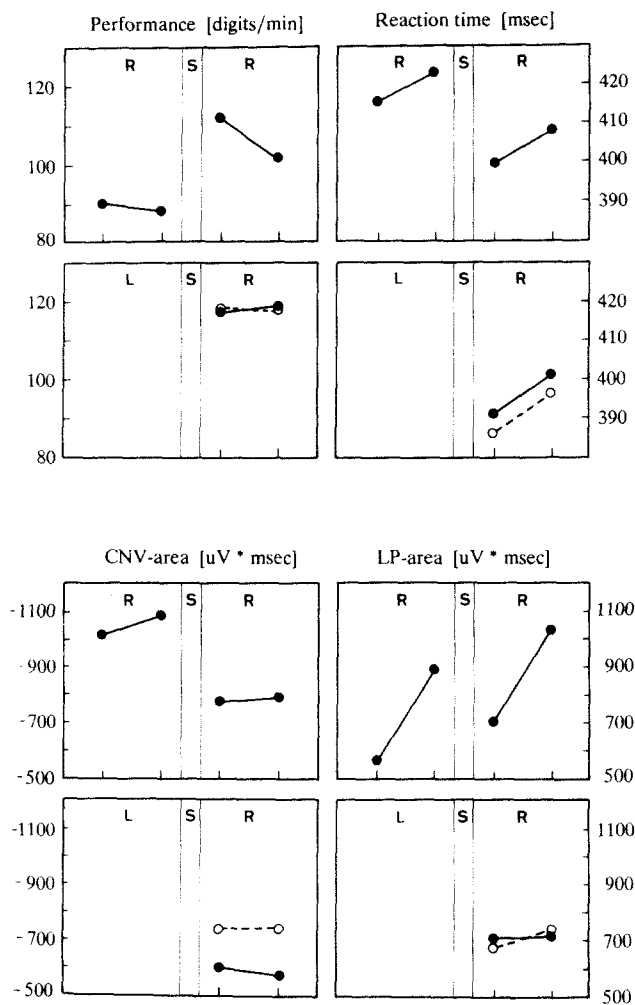 Performance [digits/min]
Reaction time [msec]
R S R
R S R
120
100
80
420
410
400
390
L S R
L S R
120
100
80
420
410
400
390
CNV-area [uV * msec]
LP-area [uV * msec]
R S R
R S R
-1100
-900
-700
-500
1100
900
700
500
L S R
L S R
-1100
-900
-700
-500
1100
900
700
500